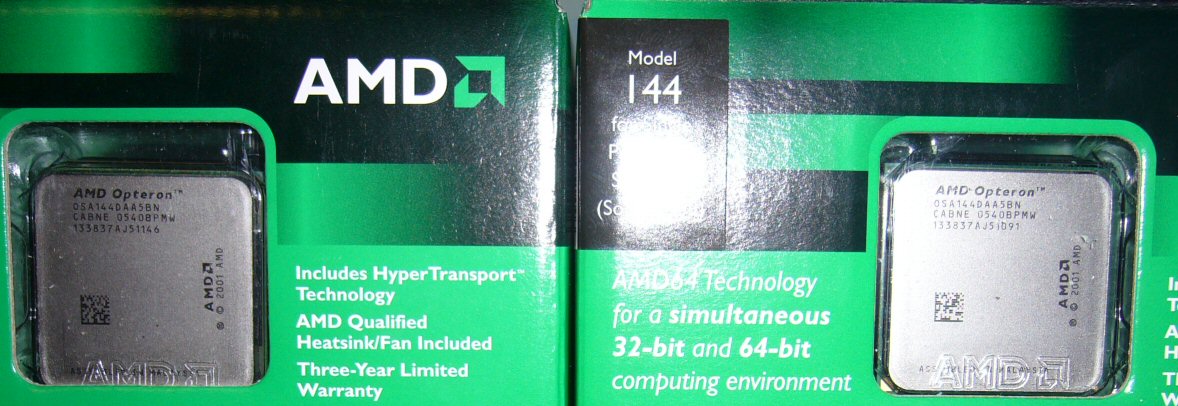 AMD
AMD Opteron™
OSA144DAA5BN
CABNE 0540BPMW
133837AJ51146
AMD
© 2001 AMD
AMD
Includes HyperTransport™
Technology
AMD Qualified
Heatsink/Fan Included
Three-Year Limited
Warranty
Model
144
AMD64 Technology
for a simultaneous
32-bit and 64-bit
computing environment
AMD Opteron™
OSA144DAA5BN
CABNE 0540BPMW
133837AJ51091
AMD
© 2001 AMD
AMD